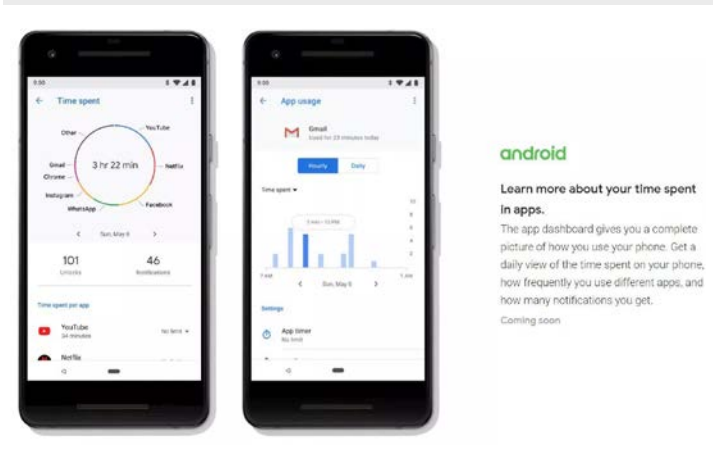 9:00
Time spent
YouTube
Other
Netflix
Gmail
Chrome
3 hr 22 min
Instagram
WhatsApp
Facebook
Sun, May 6
101
Unlocks
46
Notifications
Time spent per app
YouTube
34 minutes
No limit
Netflix
9:00
App usage
Gmail
Used for 23 minutes today
Hourly
Daily
Time spent
10
8
6
4
2
Sun, May 6
Settings
App timer
No limit
android
Learn more about your time spent
in apps.
The app dashboard gives you a complete
picture of how you use your phone. Get a
daily view of the time spent on your phone,
how frequently you use different apps, and
how many notifications you get.
Coming soon